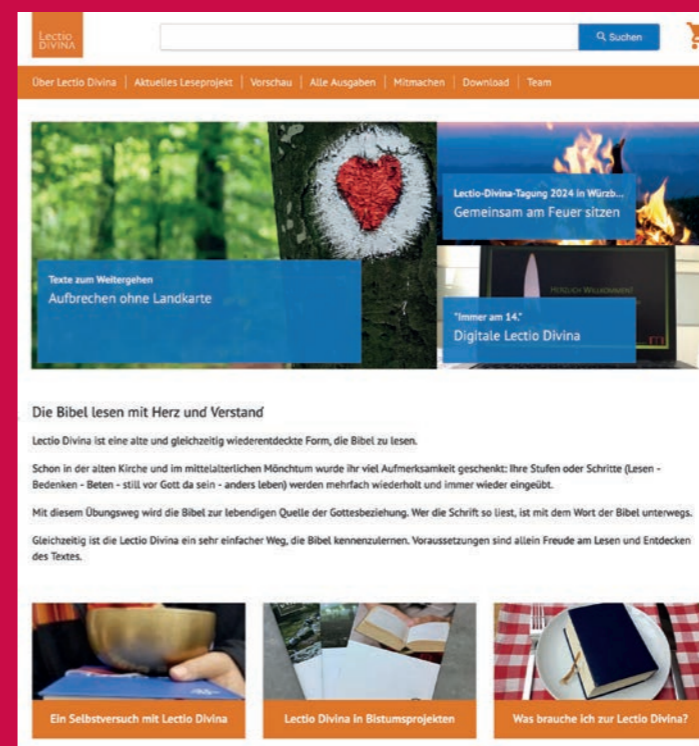 Lectio
DIVINA
Suchen
Über Lectio Divina | Aktuelles Leseprojekt | Vorschau | Alle Ausgaben | Mitmachen | Download | Team
Texte zum Weitergehen
Aufbrechen ohne Landkarte
Lectio-Divina-Tagung 2024 in Würzb...
Gemeinsam am Feuer sitzen
HERZLICH WILLKOMMEN!
"Immer am 14."
Digitale Lectio Divina
Die Bibel lesen mit Herz und Verstand
Lectio Divina ist eine alte und gleichzeitig wiederentdeckte Form, die Bibel zu lesen.
Schon in der alten Kirche und im mittelalterlichen Mönchtum wurde ihr viel Aufmerksamkeit geschenkt: Ihre Stufen oder Schritte (Lesen -
Bedenken - Beten - still vor Gott da sein - anders leben) werden mehrfach wiederholt und immer wieder eingeübt.
Mit diesem Übungsweg wird die Bibel zur lebendigen Quelle der Gottesbeziehung. Wer die Schrift so liest, ist mit dem Wort der Bibel unterwegs.
Gleichzeitig ist die Lectio Divina ein sehr einfacher Weg, die Bibel kennenzulernen. Voraussetzungen sind allein Freude am Lesen und Entdecken
des Textes.
Ein Selbstversuch mit Lectio Divina
Lectio Divina in Bistumsprojekten
Was brauche ich zur Lectio Divina?